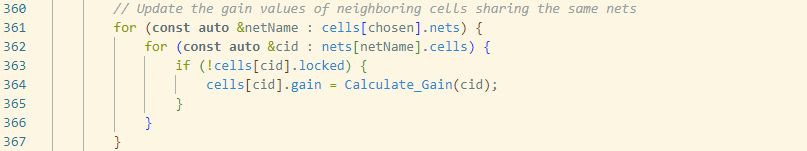 360 // Update the gain values of neighboring cells sharing the same nets
361 for (const auto &netName : cells[chosen].nets) {
362 for (const auto &cid : nets[netName].cells) {
363 if (!cells[cid].locked) {
364 cells[cid].gain = Calculate_Gain(cid);
365 }
366 }
367 }